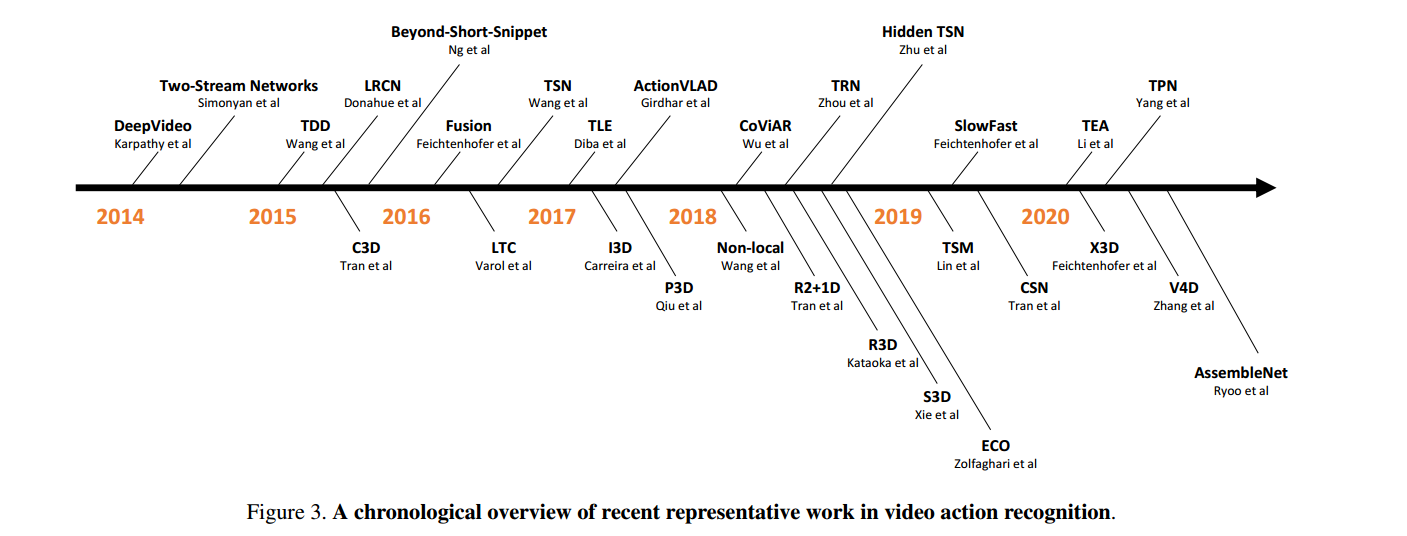 Beyond-Short-Snippet
Ng et al
Hidden TSN
Zhu et al
Two-Stream Networks
Simonyan et al
LRCN
Donahue et al
TSN
Wang et al
ActionVLAD
Girdhar et al
TRN
Zhou et al
TPN
Yang et al
DeepVideo
Karpathy et al
TDD
Wang et al
Fusion
Feichtenhofer et al
TLE
Diba et al
CoViAR
Wu et al
SlowFast
Feichtenhofer et al
TEA
Li et al
2014 2015 2016 2017 2018 2019 2020
C3D
Tran et al
LTC
Varol et al
I3D
Carreira et al
Non-local
Wang et al
TSM
Lin et al
X3D
Feichtenhofer et al
P3D
Qiu et al
R2+1D
Tran et al
CSN
Tran et al
V4D
Zhang et al
R3D
Kataoka et al
AssembleNet
Ryoo et al
S3D
Xie et al
ECO
Zolfaghari et al
Figure 3. A chronological overview of recent representative work in video action recognition.